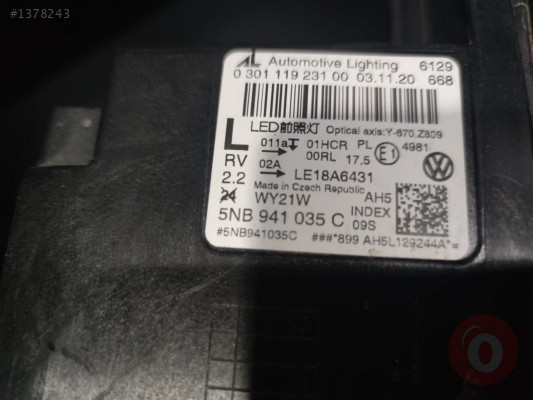 #1378243
AL Automotive Lighting 6129
0 301 119 231 00 03.11.20 668
LED前照灯 Optical axis:Y-670.Z809
L 011a 01HCR PL E1 4981
00RL 17,5
RV 02A LE18A6431
2.2 Made in Czech Republic
24 WY21W AH5
5NB 941 035 C INDEX
09S
#5NB941035C ###*899 AH5L129244A*=